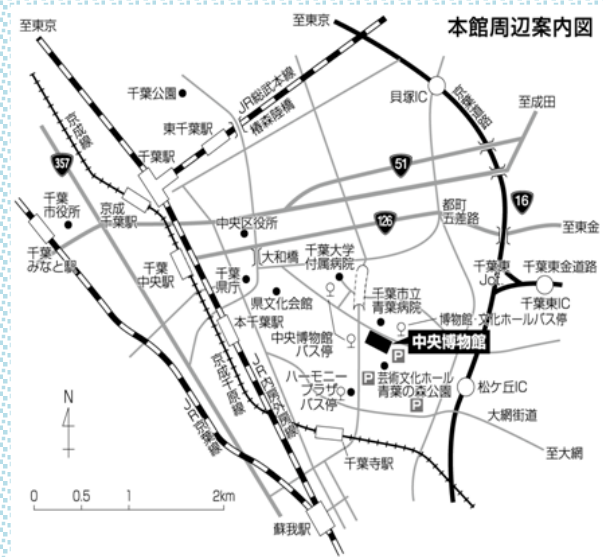 本館周辺案内図
至東京
至東京
千葉公園
JR総武本線
椿森陸橋
貝塚IC
京葉道路
至成田
京成線
東千葉駅
千葉駅
357
51
16
126
千葉
市役所
京成
千葉駅
中央区役所
都町
五差路
至東金
千葉
みなと駅
千葉
中央駅
千葉
県庁
大和橋
千葉大学
付属病院
千葉東
Jct.
千葉東金道路
千葉東IC
県文化会館
千葉市立
青葉病院
本千葉駅
博物館・文化ホールバス停
中央博物館
バス停
中央博物館
P
京成千原線
JR内房外房線
ハーモニー
プラザ
バス停
P
芸術文化ホール
青葉の森公園
P
松ケ丘IC
大網街道
JR京葉線
N
千葉寺駅
至大網
0 0.5 1 2km
蘇我駅